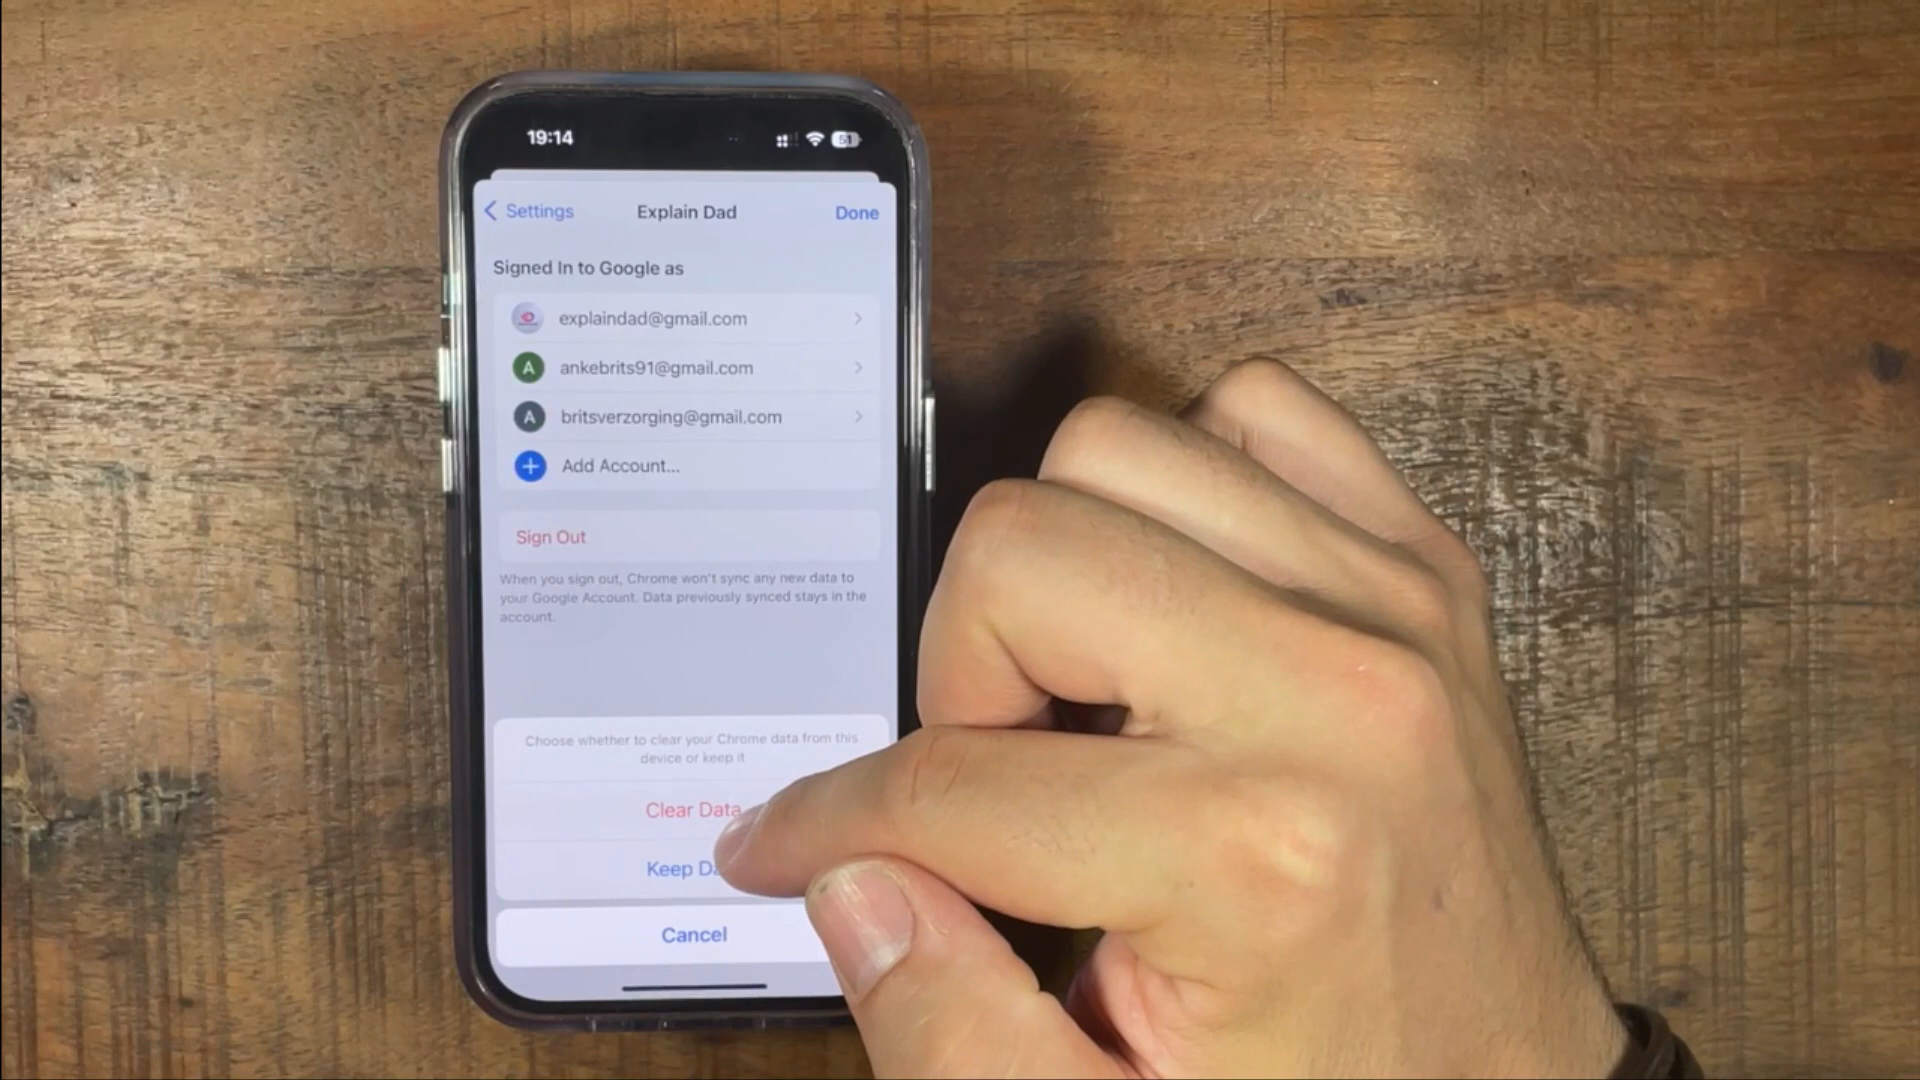 19:14
51
Settings
Explain Dad
Done
Signed In to Google as
explaindad@gmail.com
A
ankebrits91@gmail.com
A
britsverzorging@gmail.com
Add Account...
Sign Out
When you sign out, Chrome won't sync any new data to
your Google Account. Data previously synced stays in the
account.
Choose whether to clear your Chrome data from this
device or keep it
Clear Data
Keep Da
Cancel